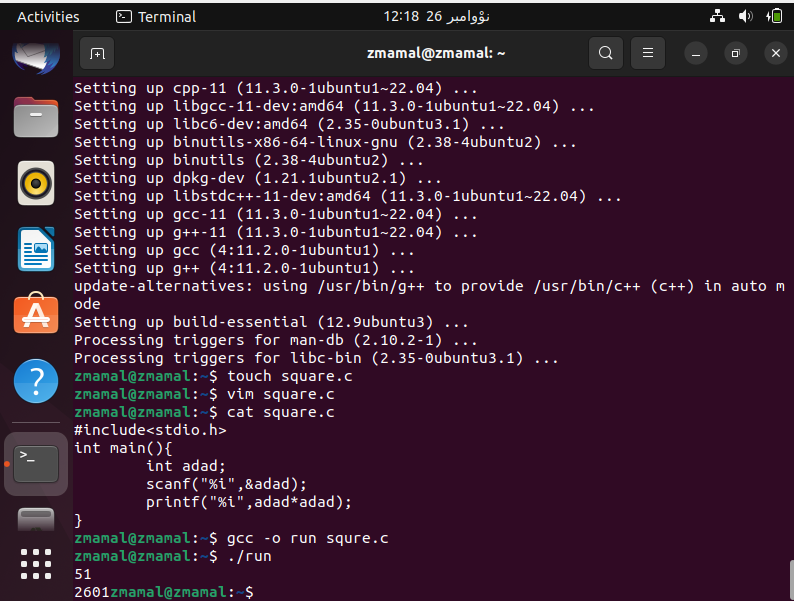 Activities
Terminal
12:18 26 نۆوامبر
zmamal@zmamal: ~
Setting up cpp-11 (11.3.0-1ubuntu1~22.04) ...
Setting up libgcc-11-dev:amd64 (11.3.0-1ubuntu1~22.04) ...
Setting up libc6-dev:amd64 (2.35-0ubuntu3.1) ...
Setting up binutils-x86-64-linux-gnu (2.38-4ubuntu2) ...
Setting up binutils (2.38-4ubuntu2) ...
Setting up dpkg-dev (1.21.1ubuntu2.1) ...
Setting up libstdc++-11-dev:amd64 (11.3.0-1ubuntu1~22.04) ...
Setting up gcc-11 (11.3.0-1ubuntu1~22.04) ...
Setting up g++-11 (11.3.0-1ubuntu1~22.04) ...
Setting up gcc (4:11.2.0-1ubuntu1) ...
Setting up g++ (4:11.2.0-1ubuntu1) ...
update-alternatives: using /usr/bin/g++ to provide /usr/bin/c++ (c++) in auto m
ode
Setting up build-essential (12.9ubuntu3) ...
Processing triggers for man-db (2.10.2-1) ...
Processing triggers for libc-bin (2.35-0ubuntu3.1) ...
zmamal@zmamal:~$ touch square.c
zmamal@zmamal:~$ vim square.c
zmamal@zmamal:~$ cat square.c
#include<stdio.h>
int main(){
        int adad;
        scanf("%i",&adad);
        printf("%i",adad*adad);
}
zmamal@zmamal:~$ gcc -o run squre.c
zmamal@zmamal:~$ ./run
51
2601zmamal@zmamal:~$